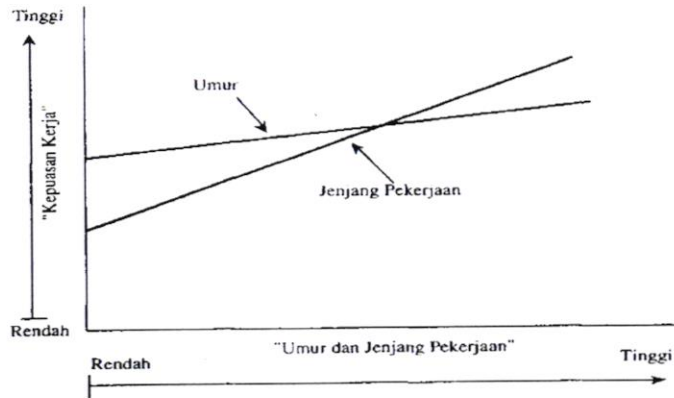 Tinggi
Umur
"Kepuasan Kerja"
Jenjang Pekerjaan
Rendah
"Umur dan Jenjang Pekerjaan"
Rendah
Tinggi